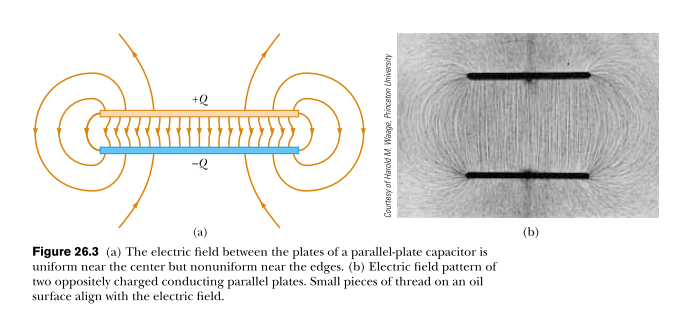 +Q
−Q
(a)
Courtesy of Harold M. Waage, Princeton University
(b)
Figure 26.3 (a) The electric field between the plates of a parallel-plate capacitor is
uniform near the center but nonuniform near the edges. (b) Electric field pattern of
two oppositely charged conducting parallel plates. Small pieces of thread on an oil
surface align with the electric field.